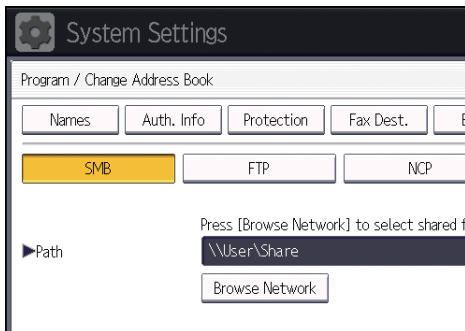 System Settings
Program / Change Address Book
Names Auth. Info Protection Fax Dest.
SMB FTP NCP
Press [Browse Network] to select shared
▶Path \\User\Share
Browse Network